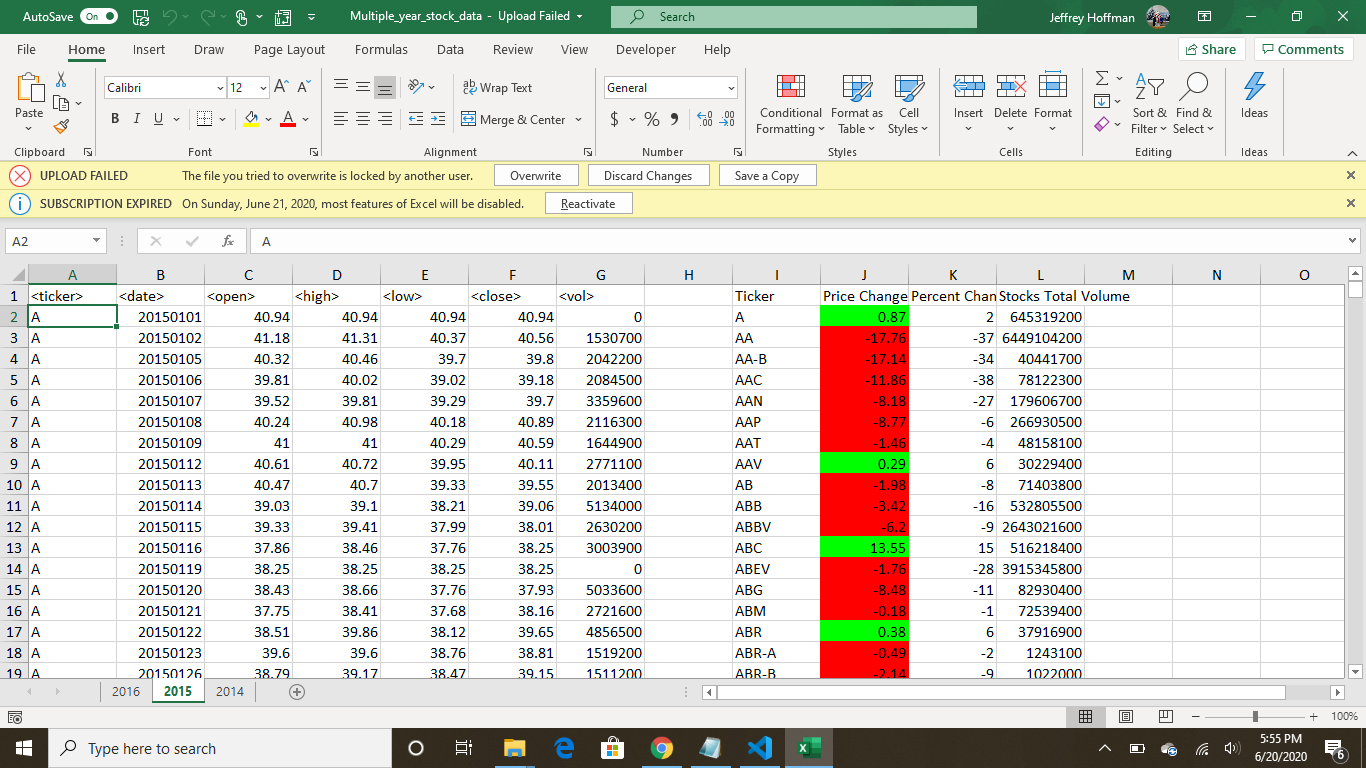 AutoSave On Multiple_year_stock_data - Upload Failed Search Jeffrey Hoffman
File Home Insert Draw Page Layout Formulas Data Review View Developer Help Share Comments
Paste Calibri 12 A^ A˅ Wrap Text General Conditional Formatting Format as Table Cell Styles Insert Delete Format Sort & Filter Find & Select Ideas
B I U A Merge & Center $ % ,
Clipboard Font Alignment Number Styles Cells Editing Ideas
UPLOAD FAILED The file you tried to overwrite is locked by another user. Overwrite Discard Changes Save a Copy
SUBSCRIPTION EXPIRED On Sunday, June 21, 2020, most features of Excel will be disabled. Reactivate
A2 fx A
A B C D E F G H I J K L M N O
1 <ticker> <date> <open> <high> <low> <close> <vol> Ticker Price Change Percent Chan Stocks Total Volume
2 A 20150101 40.94 40.94 40.94 40.94 0 A 0.87 2 645319200
3 A 20150102 41.18 41.31 40.37 40.56 1530700 AA -17.76 -37 6449104200
4 A 20150105 40.32 40.46 39.7 39.8 2042200 AA-B -17.14 -34 40441700
5 A 20150106 39.81 40.02 39.02 39.18 2084500 AAC -11.86 -38 78122300
6 A 20150107 39.52 39.81 39.29 39.7 3359600 AAN -8.18 -27 179606700
7 A 20150108 40.24 40.98 40.18 40.89 2116300 AAP -8.77 -6 266930500
8 A 20150109 41 41 40.29 40.59 1644900 AAT -1.46 -4 48158100
9 A 20150112 40.61 40.72 39.95 40.11 2771100 AAV 0.29 6 30229400
10 A 20150113 40.47 40.7 39.33 39.55 2013400 AB -1.98 -8 71403800
11 A 20150114 39.03 39.1 38.21 39.06 5134000 ABB -3.42 -16 532805500
12 A 20150115 39.33 39.41 37.99 38.01 2630200 ABBV -6.2 -9 2643021600
13 A 20150116 37.86 38.46 37.76 38.25 3003900 ABC 13.55 15 516218400
14 A 20150119 38.25 38.25 38.25 38.25 0 ABEV -1.76 -28 3915345800
15 A 20150120 38.43 38.66 37.76 37.93 5033600 ABG -8.48 -11 82930400
16 A 20150121 37.75 38.41 37.68 38.16 2721600 ABM -0.18 -1 72539400
17 A 20150122 38.51 39.86 38.12 39.65 4856500 ABR 0.38 6 37916900
18 A 20150123 39.6 39.6 38.76 38.81 1519200 ABR-A -0.49 -2 1243100
19 A 20150126 38.79 39.17 38.47 39.15 1511200 ABR-B -2.14 -9 1022000
2016 2015 2014
100%
Type here to search 5:55 PM
6/20/2020 6